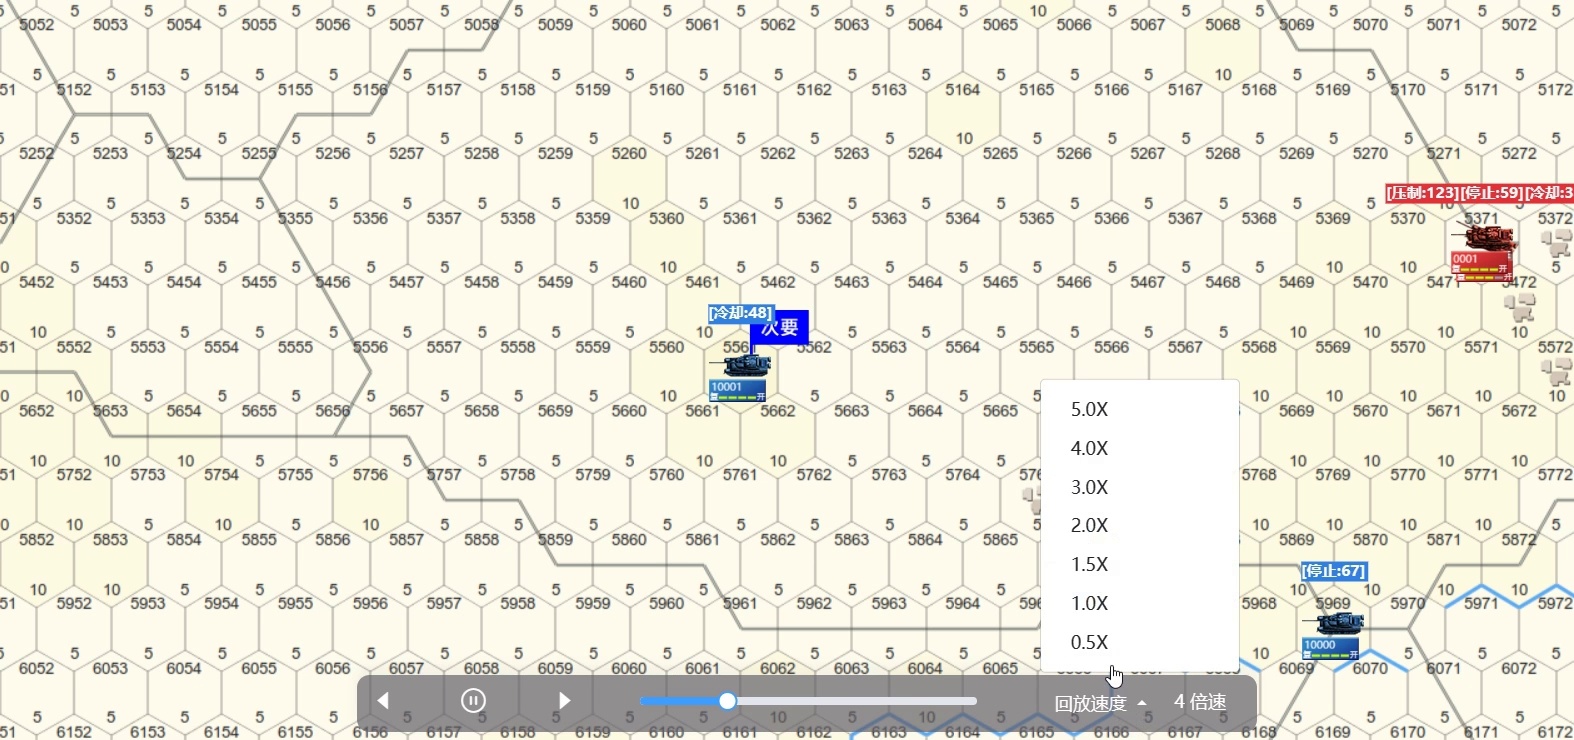 5 5 5 5 5 5 5 5 5 5 5 5 5 5 10 5 5 5 5 5 5 5
5052 5053 5054 5055 5056 5057 5058 5059 5060 5061 5062 5063 5064 5065 5066 5067 5068 5069 5070 5071 5072
5 5 5 5 5 5 5 5 5 5 5 5 5 5 5 5 10 5 5 5 5
51 5152 5153 5154 5155 5156 5157 5158 5159 5160 5161 5162 5163 5164 5165 5166 5167 5168 5169 5170 5171 5172
5 5 5 5 5 5 5 5 5 5 5 5 5 10 5 5 5 5 5 5 5 5
5252 5253 5254 5255 5256 5257 5258 5259 5260 5261 5262 5263 5264 5265 5266 5267 5268 5269 5270 5271 5272
[压制:123][停止:59][冷却:3
5 5 5 5 5 5 5 5 10 5 5 5 5 5 5 5 5 5 5 10 5
51 5352 5353 5354 5355 5356 5357 5358 5359 5360 5361 5362 5363 5364 5365 5366 5367 5368 5369 5370 5371 5372
0001
开
开
0 5 5 5 5 5 5 5 5 10 5 5 5 5 5 5 5 5 10 10 5
5452 5453 5454 5455 5456 5457 5458 5459 5460 5461 5462 5463 5464 5465 5466 5467 5468 5469 5470 5471 5472
[冷却:48]
次要
10 5 5 5 5 5 5 5 5 10 5 5 5 5 5 5 10 10 10 10
51 5552 5553 5554 5555 5556 5557 5558 5559 5560 556 5562 5563 5564 5565 5566 5567 5568 5569 5570 5571 5572
10001
复 开
0 10 5 5 5 5 5 5 5 10 5 5 5 10 10 10 10 10
5652 5653 5654 5655 5656 5657 5658 5659 5660 5661 5662 5663 5664 5665 5669 5670 5671 5672
5.0X
4.0X
3.0X
2.0X
1.5X
1.0X
0.5X
10 10 10 5 5 5 5 5 5 10 10 5 5 5 10 10 10 10
51 5752 5753 5754 5755 5756 5757 5758 5759 5760 5761 5762 5763 5764 576 5768 5769 5770 5771 5772
0 10 5 10 5 10 5 5 5 5 5 5 5 5 10 10 10 10 5
5852 5853 5854 5855 5856 5857 5858 5859 5860 5861 5862 5863 5864 5865 5869 5870 5871 5872
[停止:67]
10 10 5 5 5 5 5 5 5 5 5 5 5 5 10 10 10 10
51 5952 5953 5954 5955 5956 5957 5958 5959 5960 5961 5962 5963 5964 596 5968 5969 5970 5971 5972
10000
复 开
5 5 5 5 5 5 5 5 5 5 5 5 5 5 10 5 5 5
6052 6053 6054 6055 6056 6057 6058 6059 6060 6061 6062 6063 6064 6065 6069 6070 6071 6072
回放速度 4 倍速
51 6152 6153 6154 6155 6156 6157 6158 6159 6160 6161 6162 6163 6164 6165 6166 6167 6168 6169 6170 6171 6172